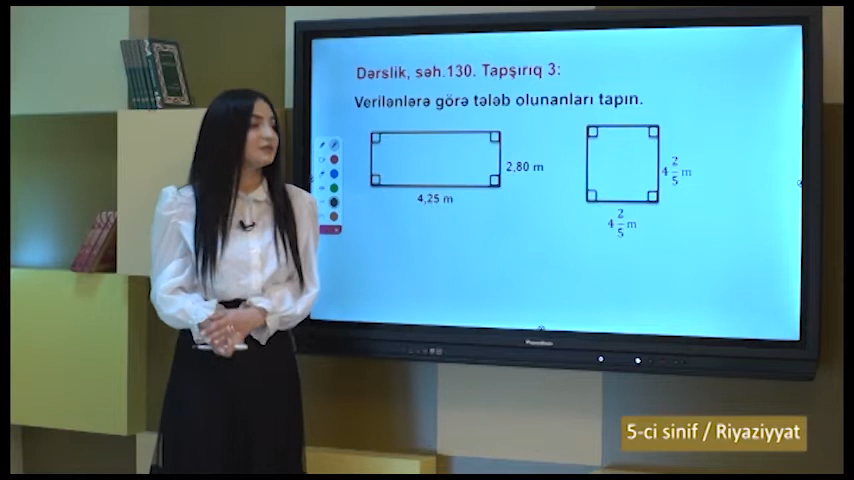 Dərslik, səh.130. Tapşırıq 3:
Verilənlərə görə tələb olunanları tapın.
2,80 m
4,25 m
4 2/5 m
4 2/5 m
5-ci sinif / Riyaziyyat